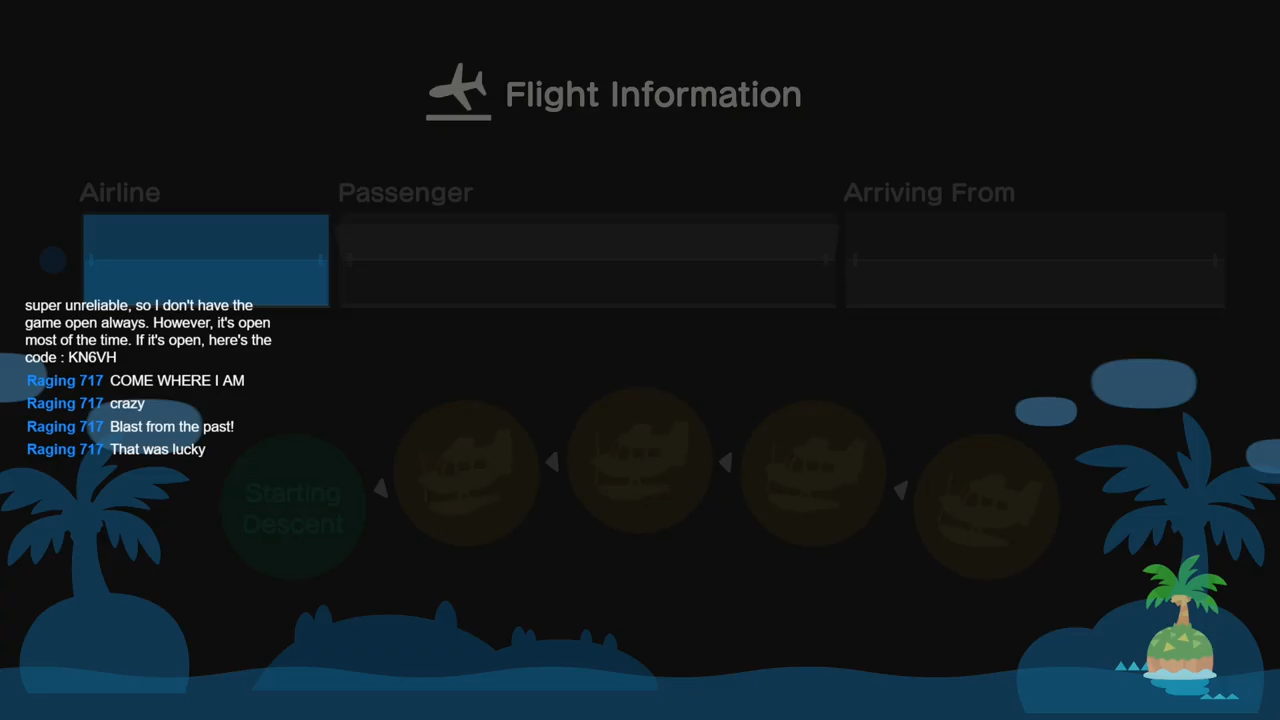 Flight Information
Airline
Passenger
Arriving From
super unreliable, so I don't have the
game open always. However, it's open
most of the time. If it's open, here's the
code : KN6VH
Raging 717 COME WHERE I AM
Raging 717 crazy
Raging 717 Blast from the past!
Raging 717 That was lucky
Starting
Descent